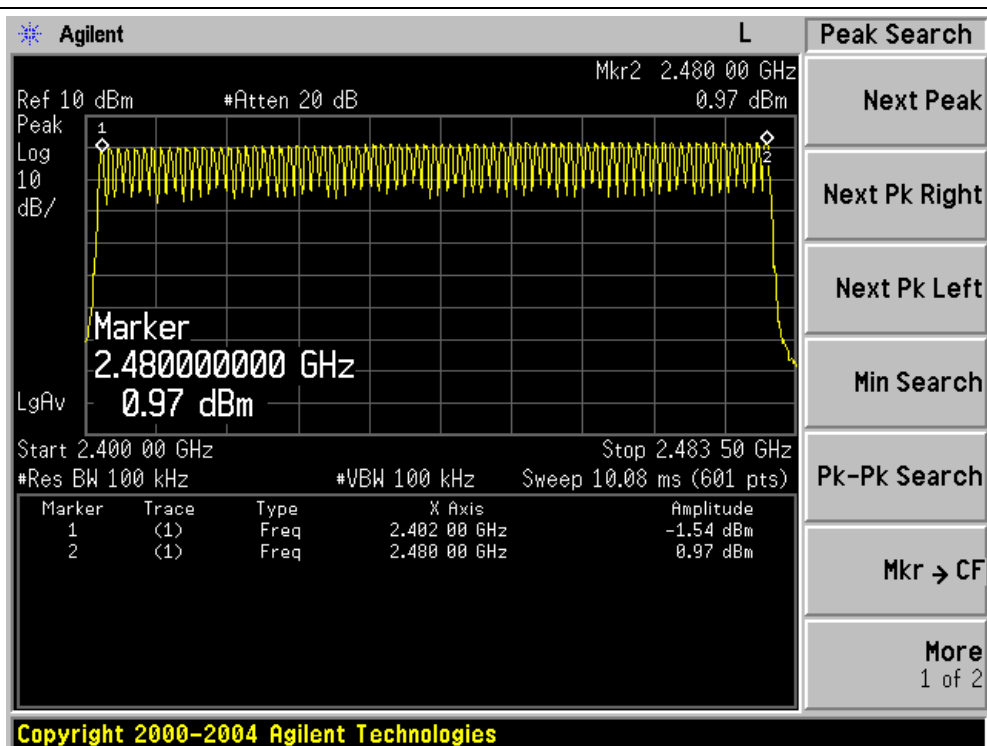 Agilent L Peak Search
Mkr2 2.480 00 GHz
Ref 10 dBm #Atten 20 dB 0.97 dBm
Peak
Log
10
dB/
1
2
Marker
2.480000000 GHz
0.97 dBm
LgAv
Start 2.400 00 GHz Stop 2.483 50 GHz
#Res BW 100 kHz #VBW 100 kHz Sweep 10.08 ms (601 pts)
Marker Trace Type X Axis Amplitude
1 (1) Freq 2.402 00 GHz -1.54 dBm
2 (1) Freq 2.480 00 GHz 0.97 dBm
Next Peak
Next Pk Right
Next Pk Left
Min Search
Pk-Pk Search
Mkr → CF
More
1 of 2
Copyright 2000-2004 Agilent Technologies